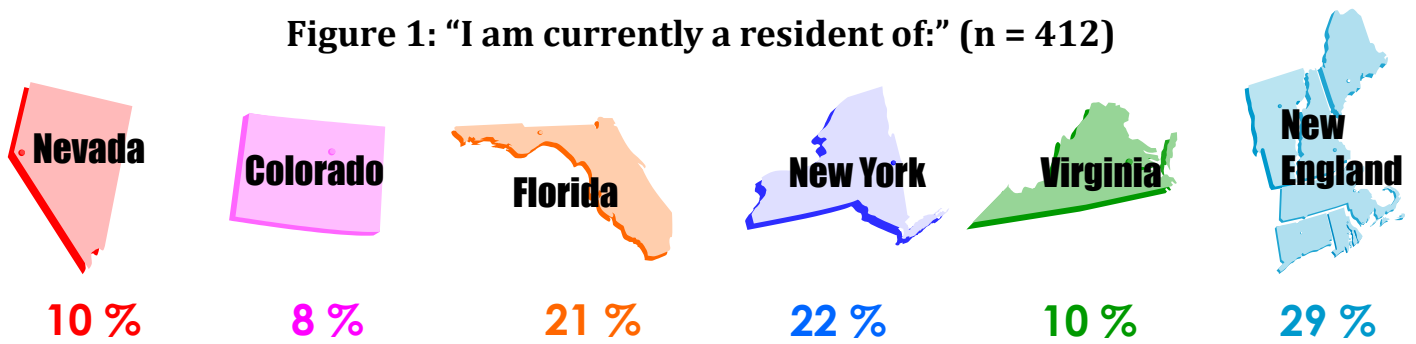 Figure 1: “I am currently a resident of:” (n = 412)
Nevada
Colorado
Florida
New York
Virginia
New
England
10 %
8 %
21 %
22 %
10 %
29 %